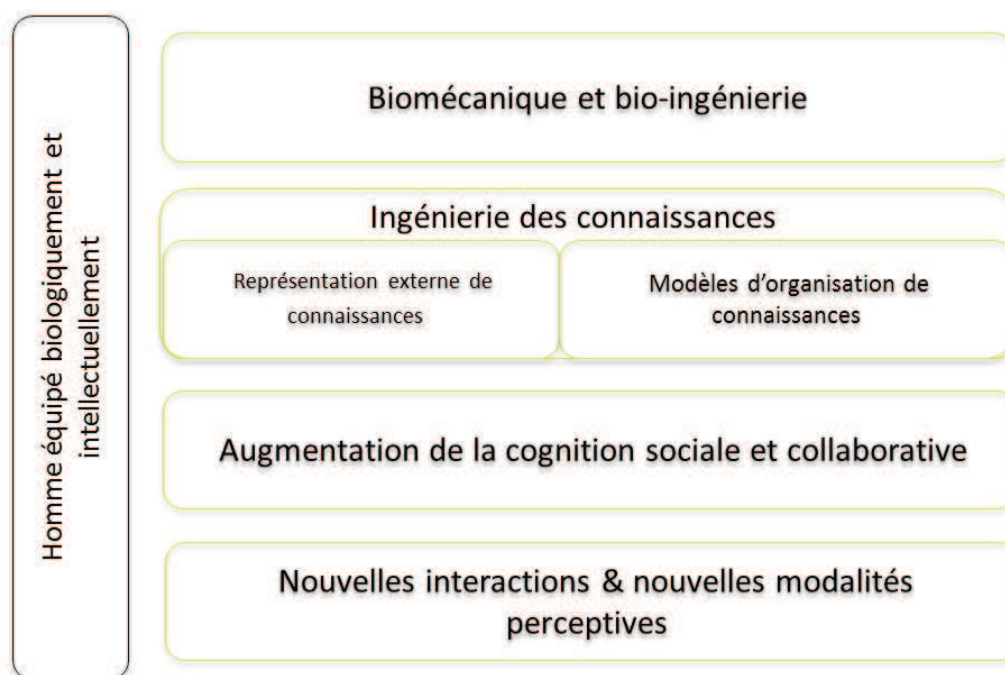 Homme équipé biologiquement et
intellectuellement
Biomécanique et bio-ingénierie
Ingénierie des connaissances
Représentation externe de
connaissances
Modèles d'organisation de
connaissances
Augmentation de la cognition sociale et collaborative
Nouvelles interactions & nouvelles modalités
perceptives